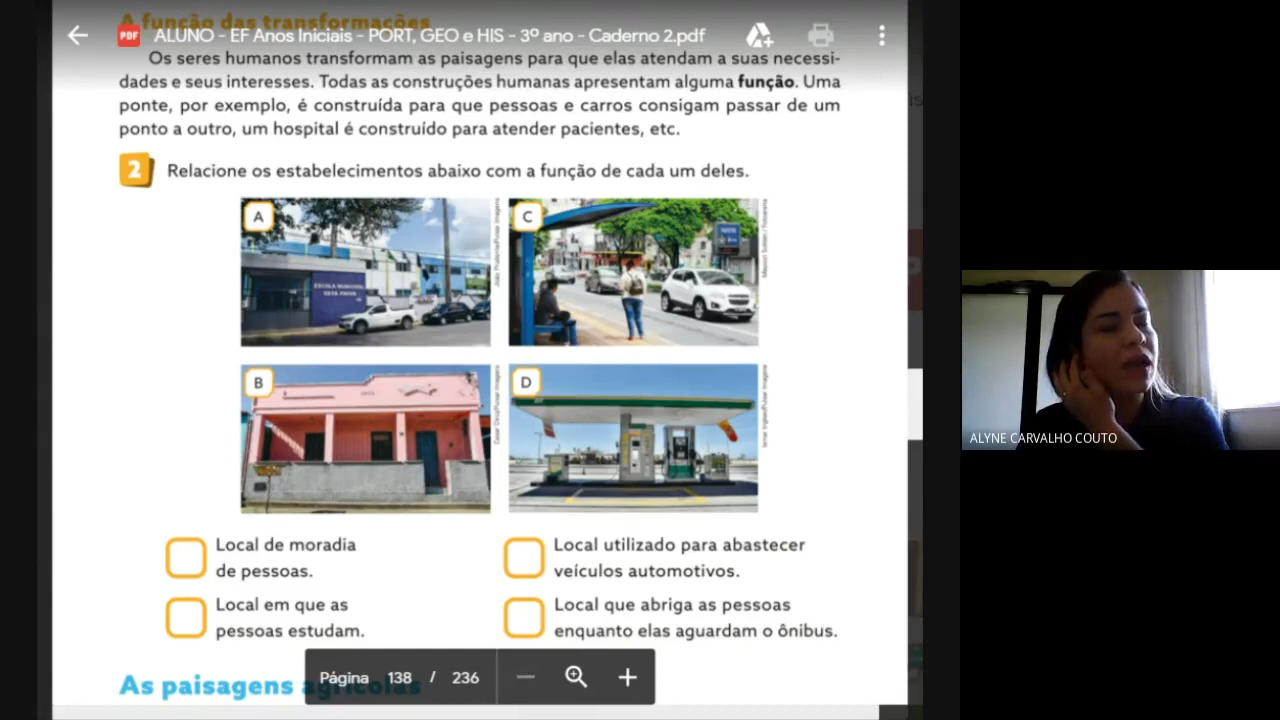 A função das transformações
PDF ALUNO - EF Anos Iniciais - PORT, GEO e HIS - 3º ano - Caderno 2.pdf
Os seres humanos transformam as paisagens para que elas atendam a suas necessi-
dades e seus interesses. Todas as construções humanas apresentam alguma função. Uma
ponte, por exemplo, é construída para que pessoas e carros consigam passar de um
ponto a outro, um hospital é construído para atender pacientes, etc.
2 Relacione os estabelecimentos abaixo com a função de cada um deles.
A
ESCOLA MUNICIPAL
C
B
D
Local de moradia
de pessoas.
Local utilizado para abastecer
veículos automotivos.
Local em que as
pessoas estudam.
Local que abriga as pessoas
enquanto elas aguardam o ônibus.
As paisagens agrícolas
Página 138 / 236
ALYNE CARVALHO COUTO